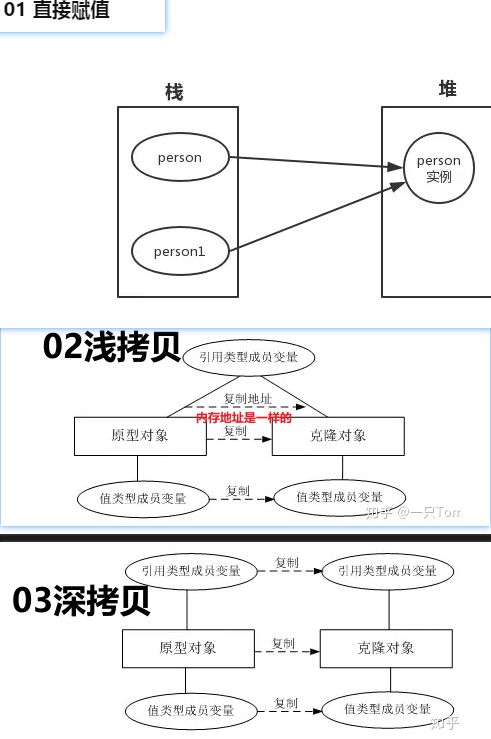 01 直接赋值
栈
堆
person
person
实例
person1
02浅拷贝
引用类型成员变量
复制地址
内存地址是一样的
原型对象
复制
克隆对象
值类型成员变量
复制
值类型成员变量
知乎 @一只Tom
引用类型成员变量
复制
引用类型成员变量
03深拷贝
原型对象
复制
克隆对象
值类型成员变量
复制
值类型成员变量
知乎